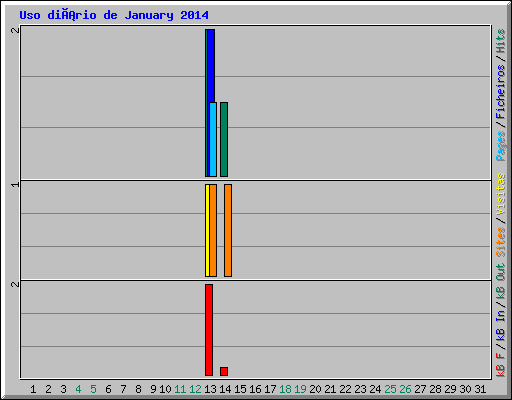 Uso diÃ¡rio de January 2014
2
1
2
Pages / Ficheiros / Hits
Sites / Visitas
kB F / kB In / kB Out
1 2 3 4 5 6 7 8 9 10 11 12 13 14 15 16 17 18 19 20 21 22 23 24 25 26 27 28 29 30 31